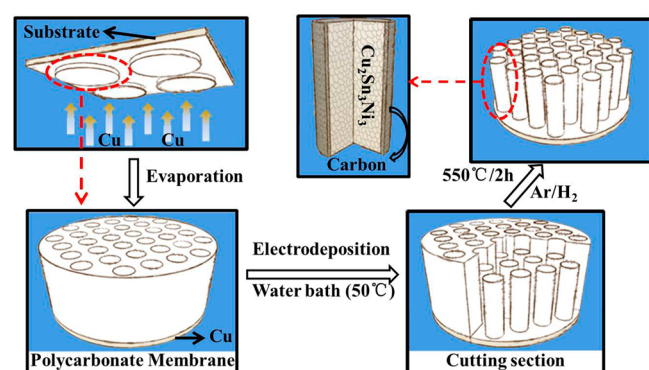 Substrate
Cu
Cu
Evaporation
Cu₂Sn₃Ni₃
Carbon
550℃/2h
Ar/H₂
Electrodeposition
Water bath (50℃)
Cu
Polycarbonate Membrane
Cutting section